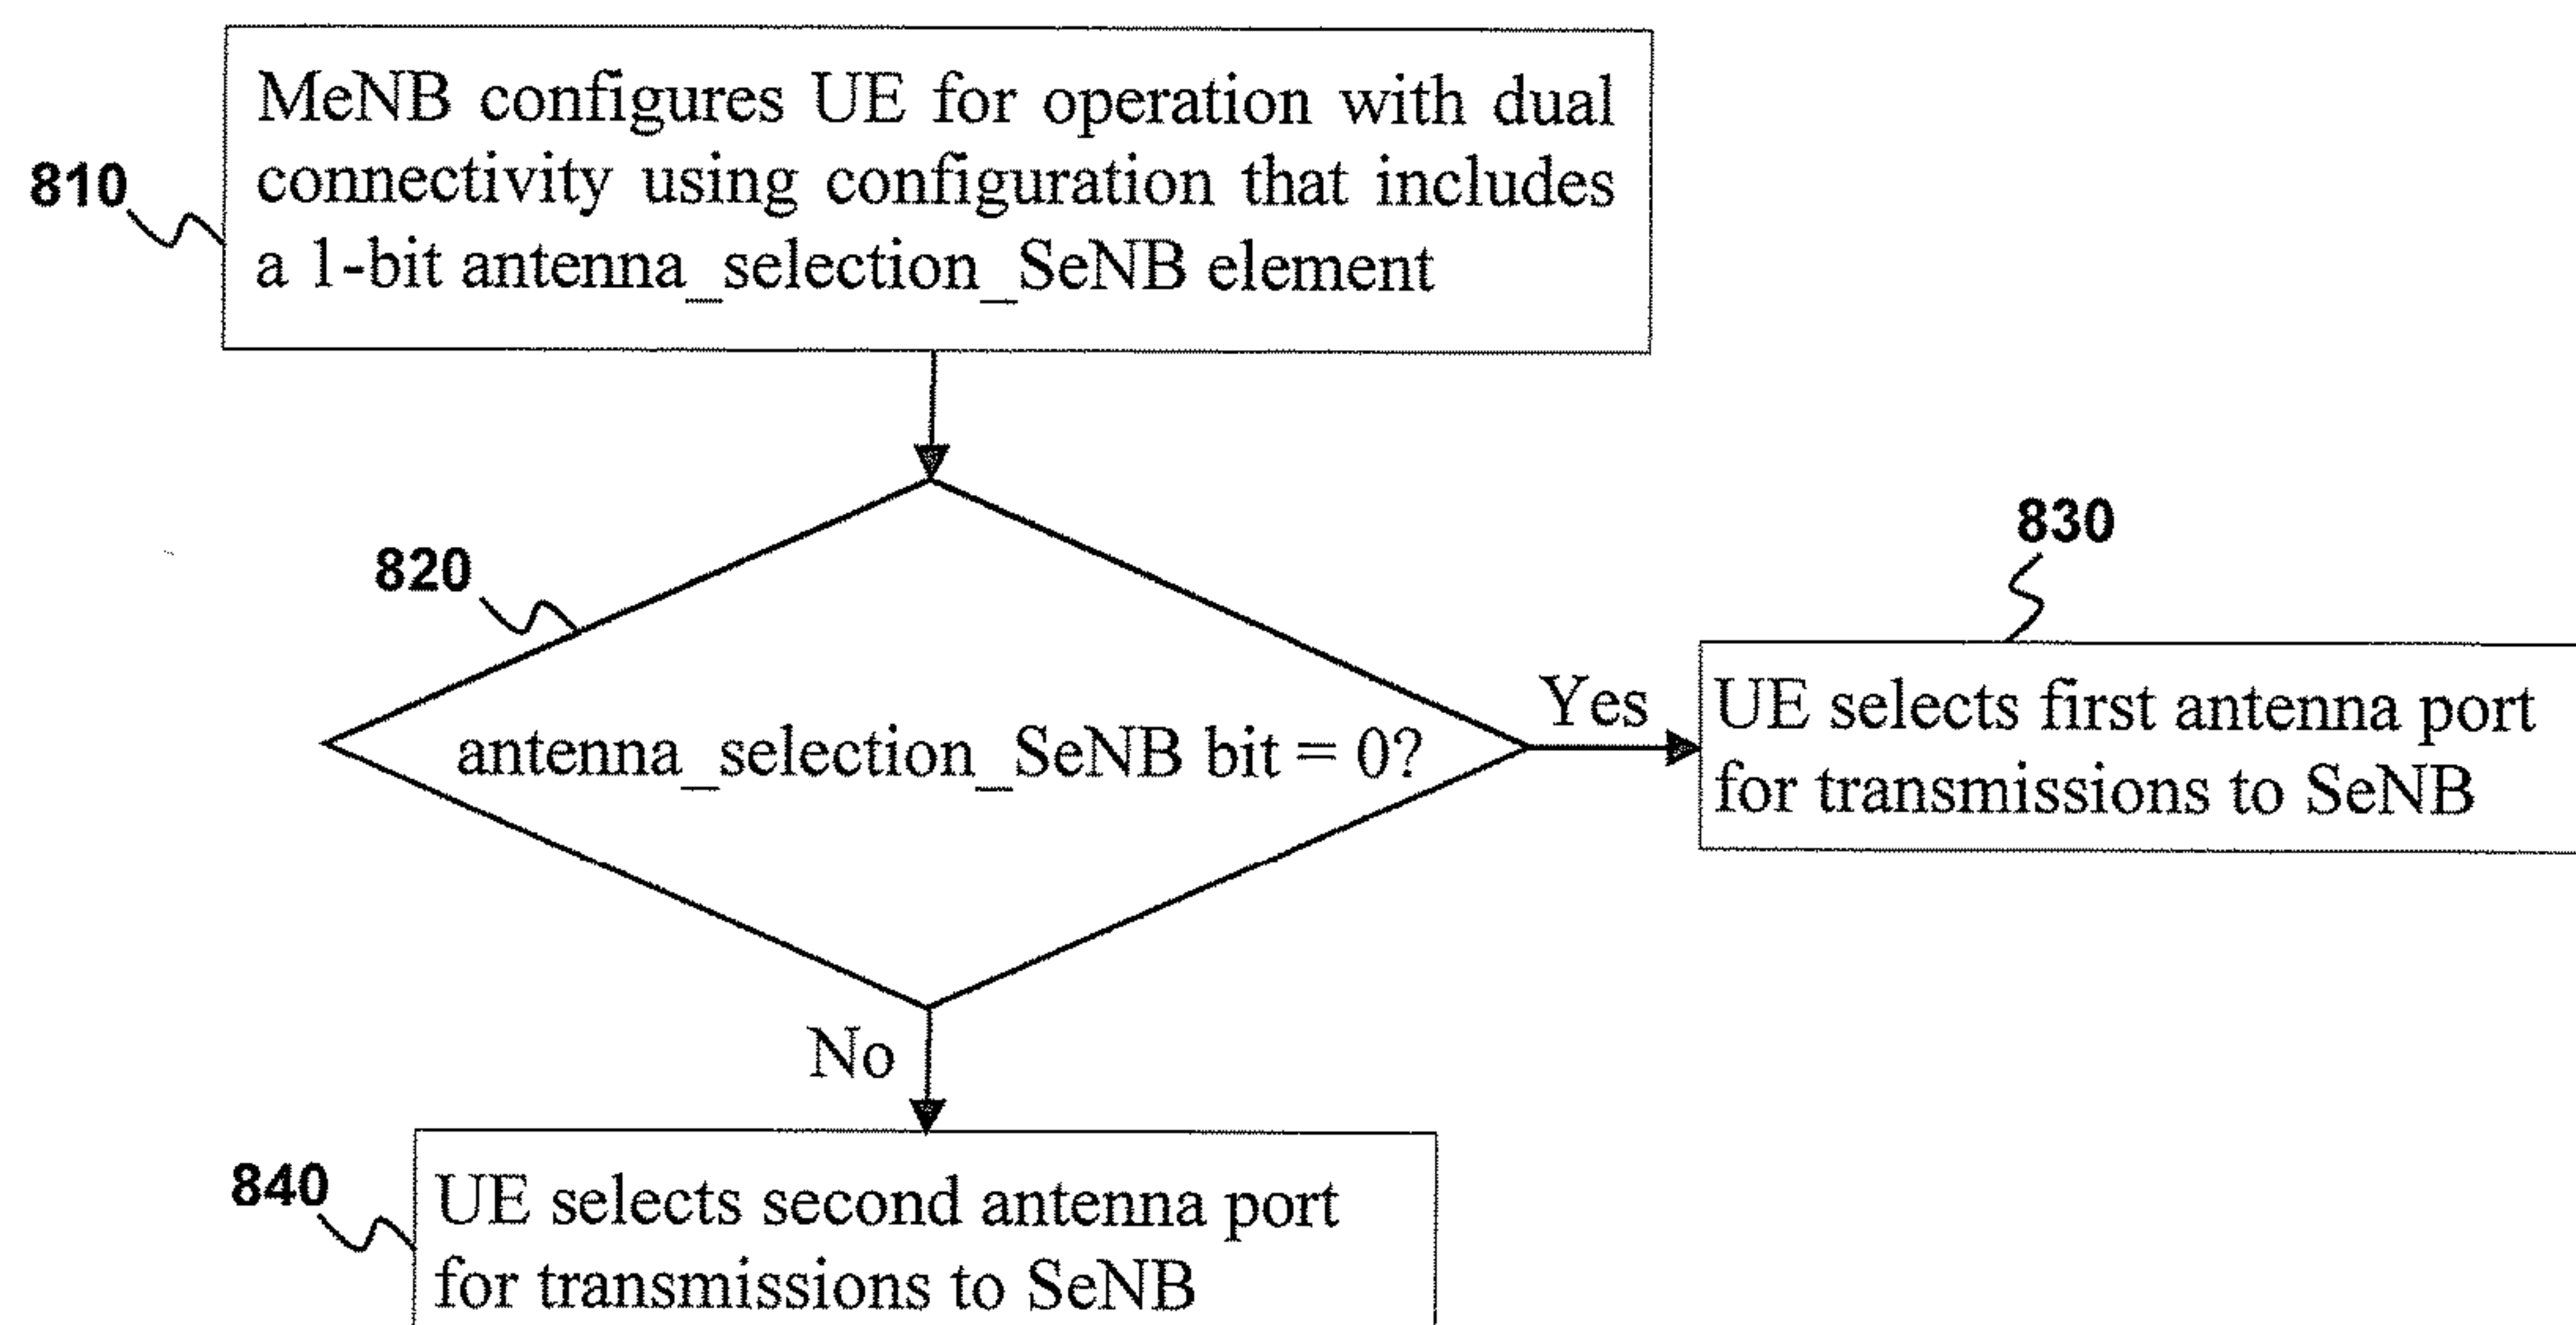 MeNB configures UE for operation with dual
connectivity using configuration that includes
a 1-bit antenna_selection_SeNB element
810
820
antenna_selection_SeNB bit = 0?
Yes
830
UE selects first antenna port
for transmissions to SeNB
No
840
UE selects second antenna port
for transmissions to SeNB